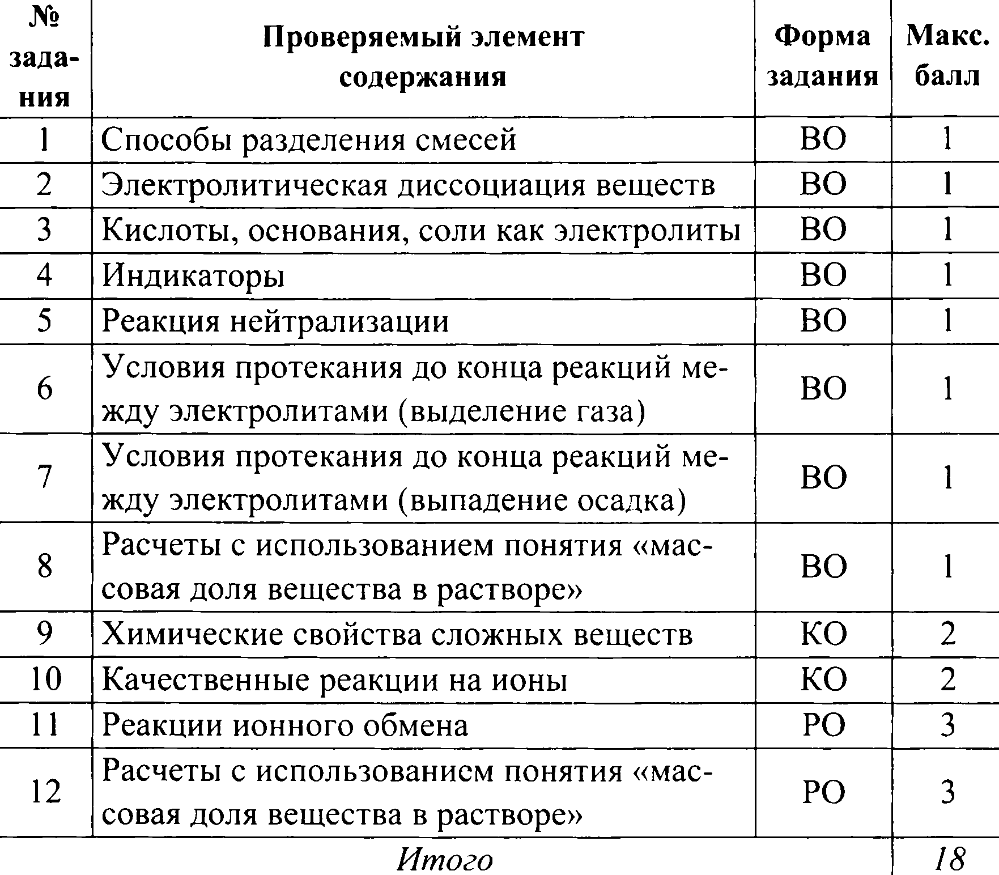 № зада- ния Проверяемый элемент содержания Форма задания Макс. балл
1 Способы разделения смесей ВО 1
2 Электролитическая диссоциация веществ ВО 1
3 Кислоты, основания, соли как электролиты ВО 1
4 Индикаторы ВО 1
5 Реакция нейтрализации ВО 1
6 Условия протекания до конца реакций ме-
жду электролитами (выделение газа) ВО 1
7 Условия протекания до конца реакций ме-
жду электролитами (выпадение осадка) ВО 1
8 Расчеты с использованием понятия «мас-
совая доля вещества в растворе» ВО 1
9 Химические свойства сложных веществ КО 2
10 Качественные реакции на ионы КО 2
11 Реакции ионного обмена РО 3
12 Расчеты с использованием понятия «мас-
совая доля вещества в растворе» РО 3
Итого 18